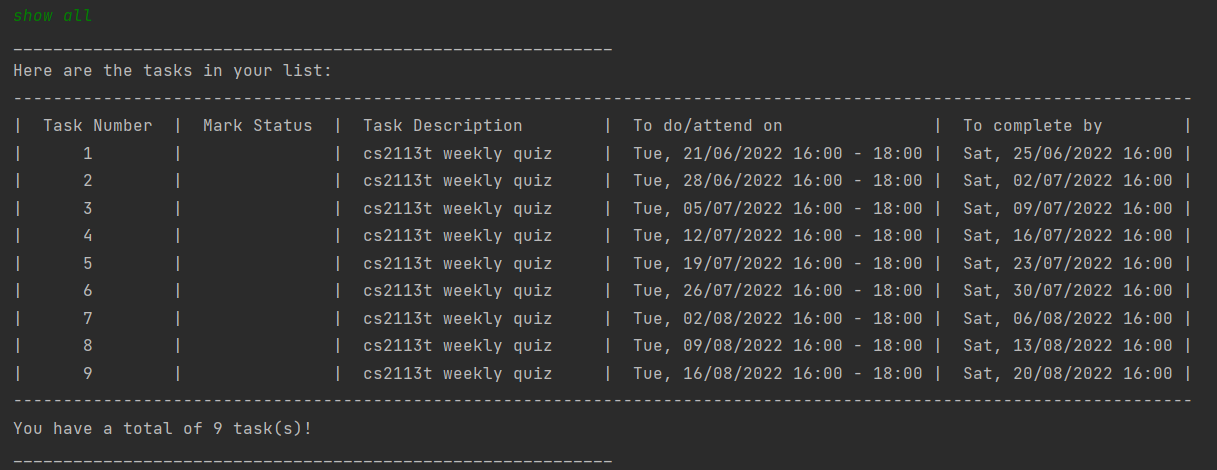 show all
____________________________________________________________
Here are the tasks in your list:
----------------------------------------------------------------------------------------------------------------------
|  Task Number  |  Mark Status  |  Task Description        |  To do/attend on               |  To complete by        |
|      1        |               |  cs2113t weekly quiz     |  Tue, 21/06/2022 16:00 - 18:00 |  Sat, 25/06/2022 16:00 |
|      2        |               |  cs2113t weekly quiz     |  Tue, 28/06/2022 16:00 - 18:00 |  Sat, 02/07/2022 16:00 |
|      3        |               |  cs2113t weekly quiz     |  Tue, 05/07/2022 16:00 - 18:00 |  Sat, 09/07/2022 16:00 |
|      4        |               |  cs2113t weekly quiz     |  Tue, 12/07/2022 16:00 - 18:00 |  Sat, 16/07/2022 16:00 |
|      5        |               |  cs2113t weekly quiz     |  Tue, 19/07/2022 16:00 - 18:00 |  Sat, 23/07/2022 16:00 |
|      6        |               |  cs2113t weekly quiz     |  Tue, 26/07/2022 16:00 - 18:00 |  Sat, 30/07/2022 16:00 |
|      7        |               |  cs2113t weekly quiz     |  Tue, 02/08/2022 16:00 - 18:00 |  Sat, 06/08/2022 16:00 |
|      8        |               |  cs2113t weekly quiz     |  Tue, 09/08/2022 16:00 - 18:00 |  Sat, 13/08/2022 16:00 |
|      9        |               |  cs2113t weekly quiz     |  Tue, 16/08/2022 16:00 - 18:00 |  Sat, 20/08/2022 16:00 |
----------------------------------------------------------------------------------------------------------------------
You have a total of 9 task(s)!
____________________________________________________________